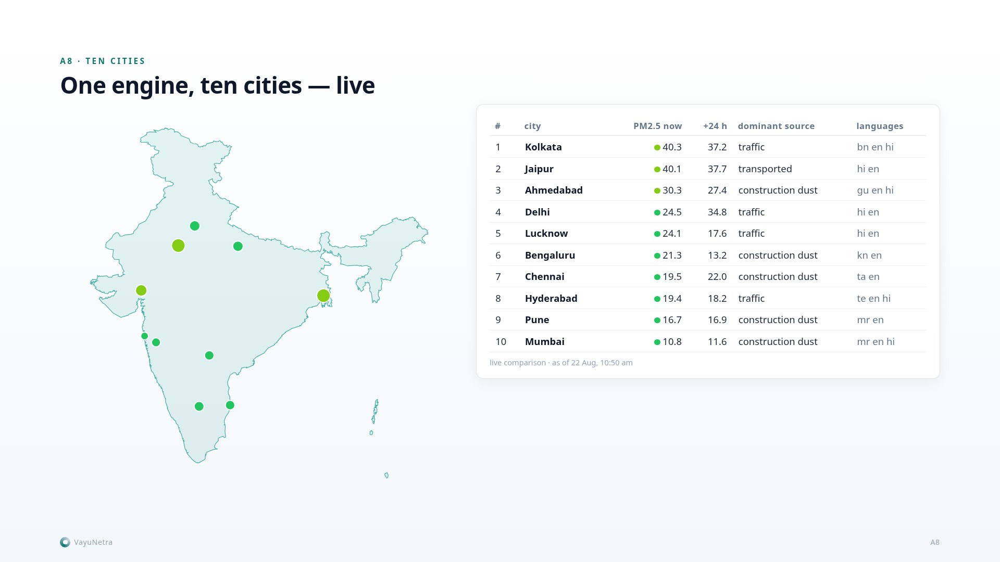 A8 · TEN CITIES
One engine, ten cities — live
# city PM2.5 now +24 h dominant source languages
1 Kolkata 40.3 37.2 traffic bn en hi
2 Jaipur 40.1 37.7 transported hi en
3 Ahmedabad 30.3 27.4 construction dust gu en hi
4 Delhi 24.5 34.8 traffic hi en
5 Lucknow 24.1 17.6 traffic hi en
6 Bengaluru 21.3 13.2 construction dust kn en
7 Chennai 19.5 22.0 construction dust ta en
8 Hyderabad 19.4 18.2 traffic te en hi
9 Pune 16.7 16.9 construction dust mr en
10 Mumbai 10.8 11.6 construction dust mr en hi
live comparison · as of 22 Aug, 10:50 am
VayuNetra
A8